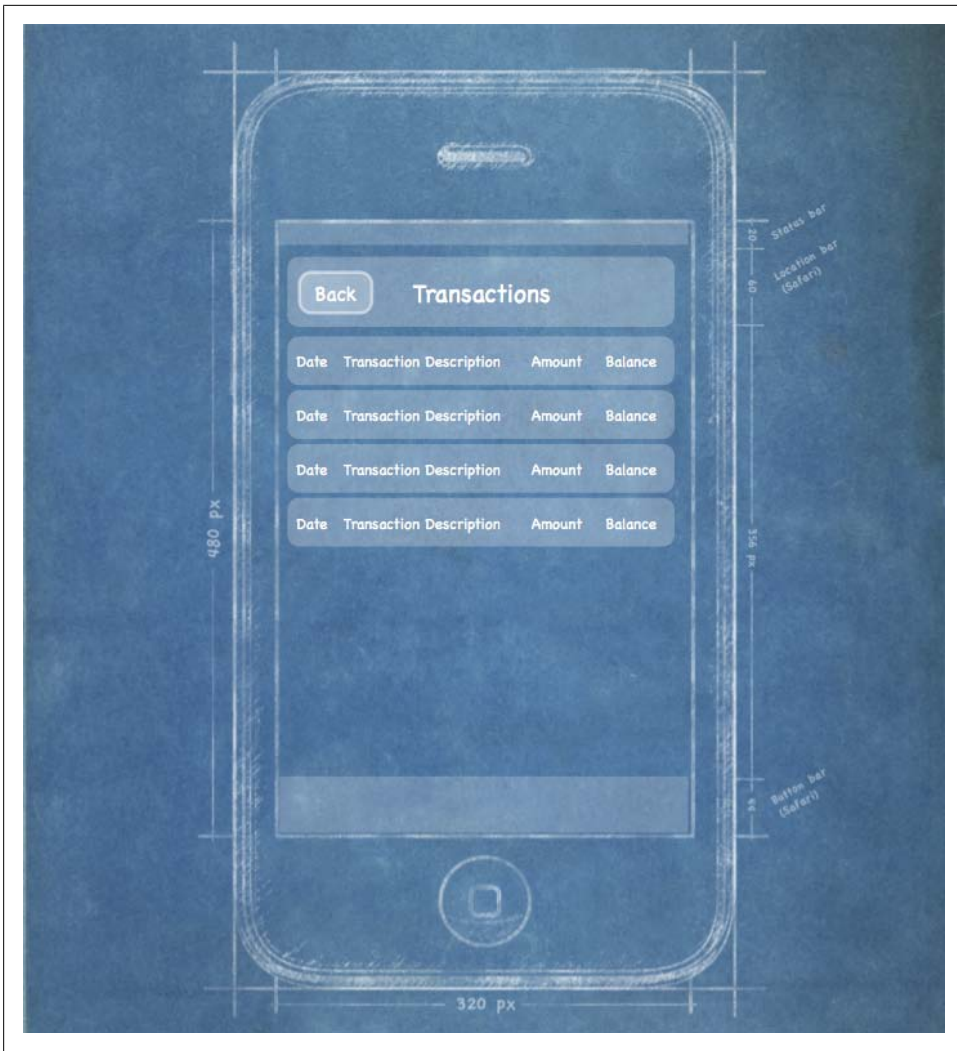 20 Status bar
60 Location bar
(Safari)
Back Transactions
Date Transaction Description Amount Balance
Date Transaction Description Amount Balance
Date Transaction Description Amount Balance
Date Transaction Description Amount Balance
480 px
356 px
44 Button bar
(Safari)
320 px